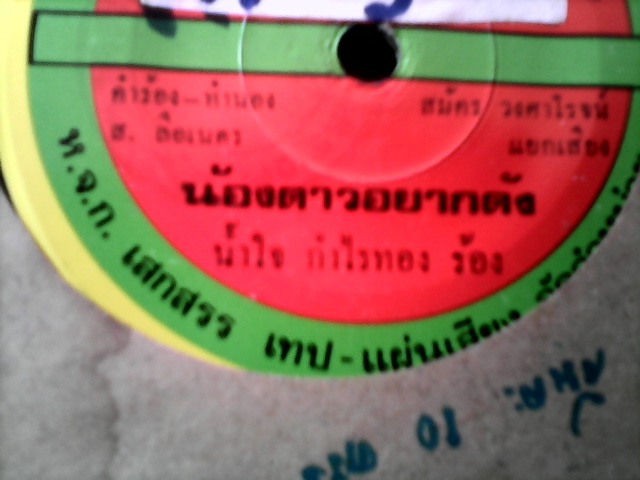 คำร้อง-ทำนอง
ส. ลือเนตร
สมัคร วงศาโรจน์
แยกเสียง
น้องดาวอยากดัง
น้ำใจ กำไรทอง ร้อง
ห.จ.ก. เสกสรร เทป-แผ่นเสียง
10